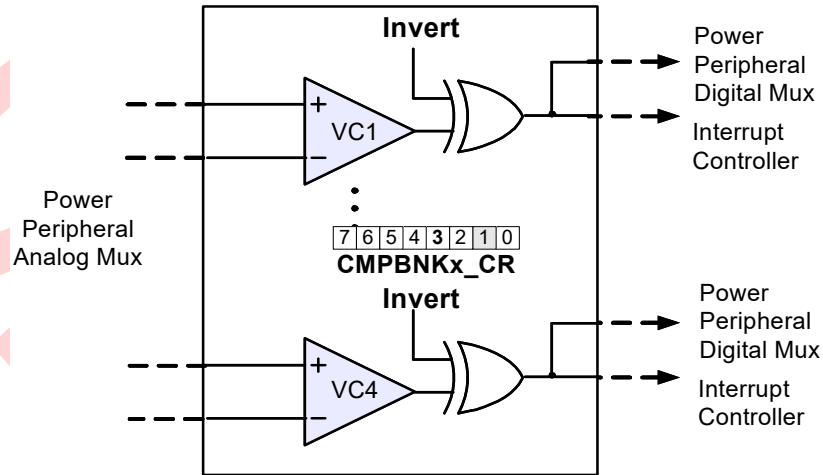 Invert
Power
Peripheral
Digital Mux
+
VC1
−
Interrupt
Controller
Power
Peripheral
Analog Mux
7 6 5 4 3 2 1 0
CMPBNKx_CR
Invert
Power
Peripheral
Digital Mux
+
VC4
−
Interrupt
Controller